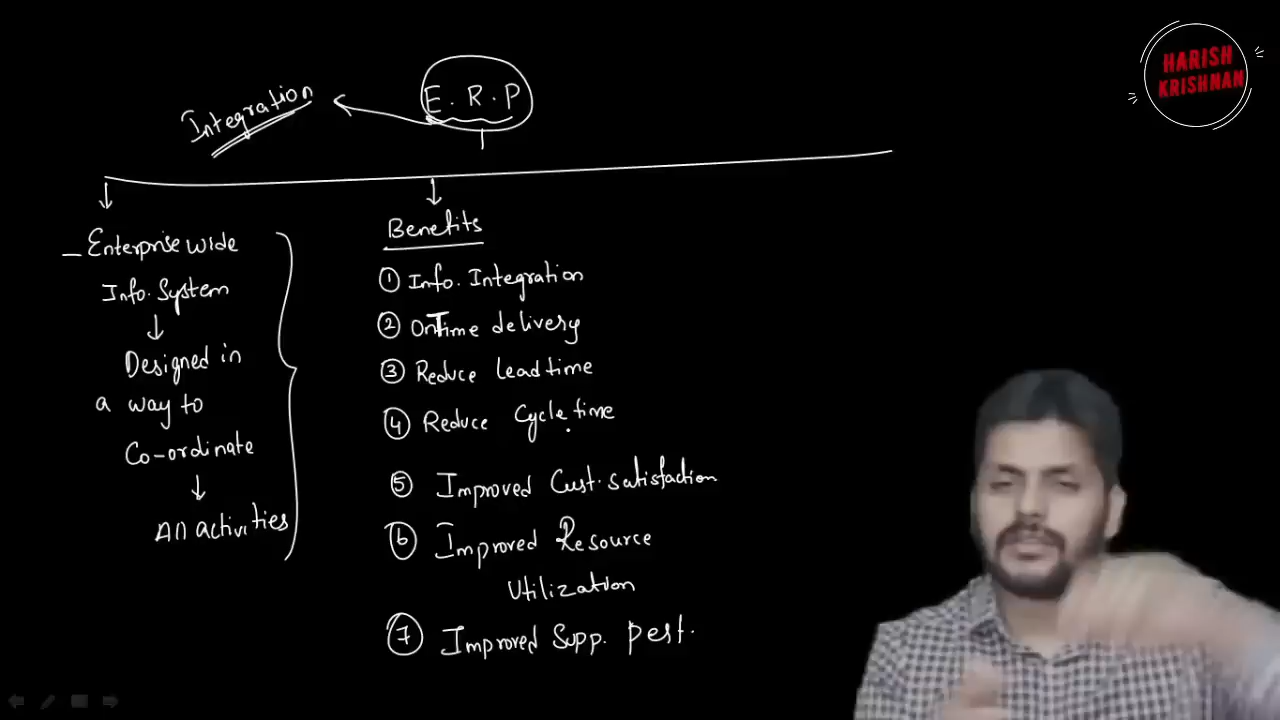 HARISH
KRISHNAN
E.R.P
Integration
Enterprise wide
Info. System
Designed in
a way to
Co-ordinate
All activities
Benefits
① Info. Integration
② OnTime delivery
③ Reduce Lead time
④ Reduce Cycle time
⑤ Improved Cust. satisfaction
⑥ Improved Resource
Utilization
⑦ Improved Supp.